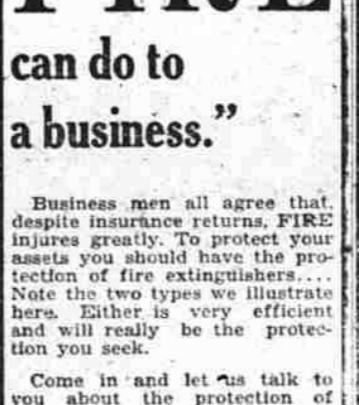 FIRE
can do to
a business.”
Business men all agree that,
despite insurance returns, FIRE
injures greatly. To protect your
assets you should have the pro-
tection of fire extinguishers....
Note the two types we illustrate
here. Either is very efficient
and will really be the protec-
tion you seek.
Come in and let us talk to
you about the protection of